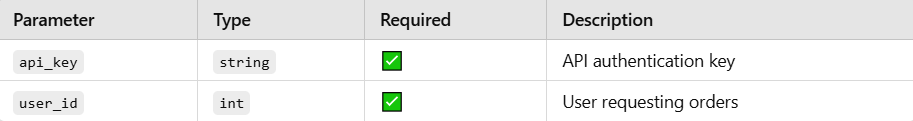 Parameter Type Required Description
api_key string ✅ API authentication key
user_id int ✅ User requesting orders